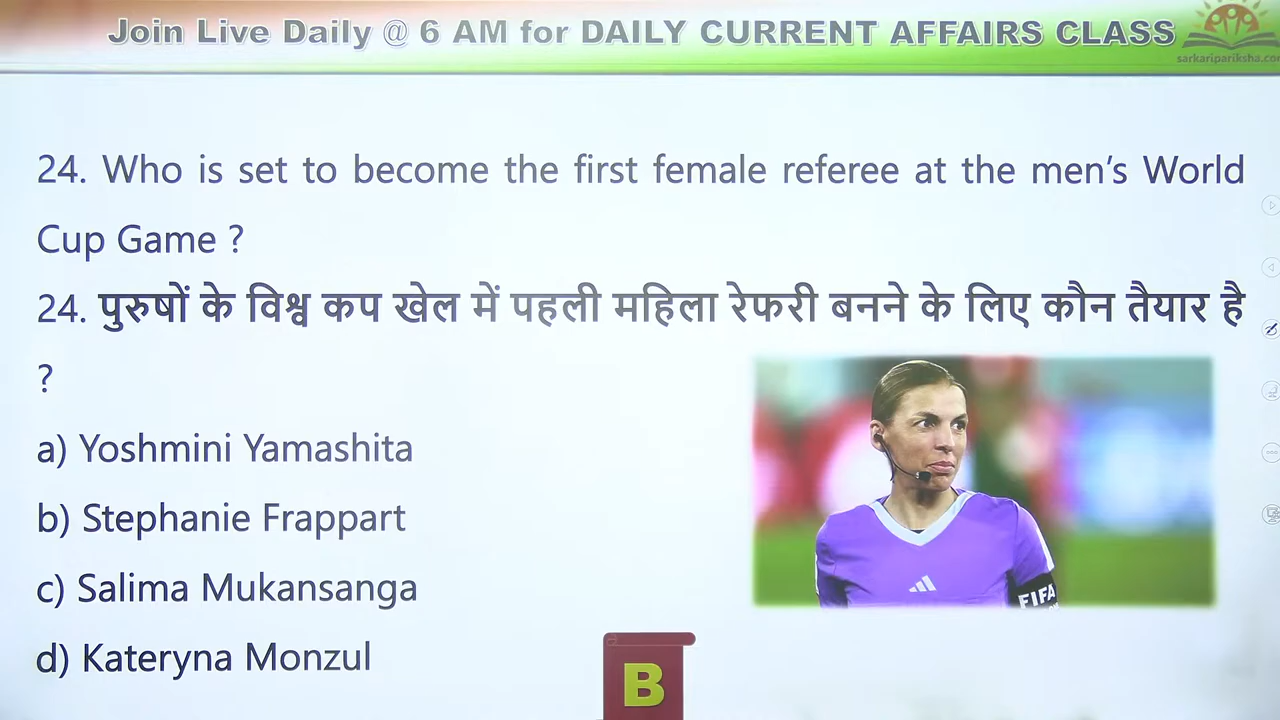 Join Live Daily @ 6 AM for DAILY CURRENT AFFAIRS CLASS
sarkaripariksha.com
24. Who is set to become the first female referee at the men's World
Cup Game ?
24. पुरुषों के विश्व कप खेल में पहली महिला रेफरी बनने के लिए कौन तैयार है
?
a) Yoshmini Yamashita
b) Stephanie Frappart
c) Salima Mukansanga
d) Kateryna Monzul
FIFA
B